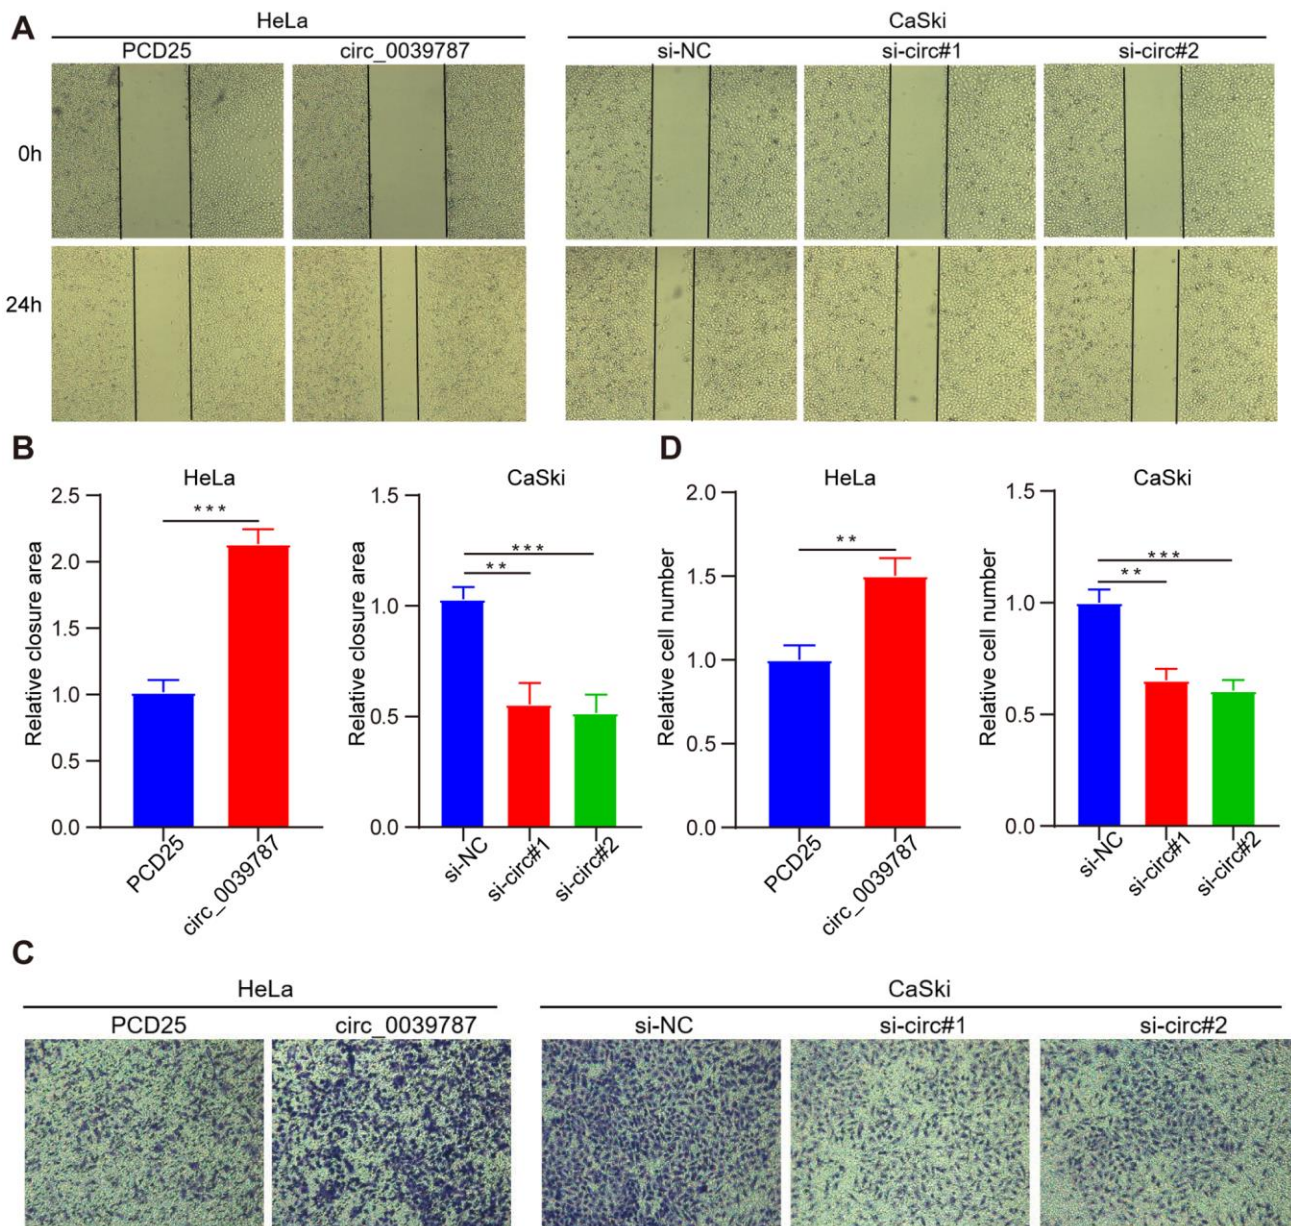 A
HeLa
CaSki
PCD25
circ_0039787
si-NC
si-circ#1
si-circ#2
0h
24h
B
HeLa
Relative closure area
2.5
2.0
1.5
1.0
0.5
0.0
***
PCD25
circ_0039787
CaSki
Relative closure area
1.5
1.0
0.5
0.0
***
**
si-NC
si-circ#1
si-circ#2
D
HeLa
Relative cell number
2.0
1.5
1.0
0.5
0.0
**
PCD25
circ_0039787
CaSki
Relative cell number
1.5
1.0
0.5
0.0
***
**
si-NC
si-circ#1
si-circ#2
C
HeLa
CaSki
PCD25
circ_0039787
si-NC
si-circ#1
si-circ#2